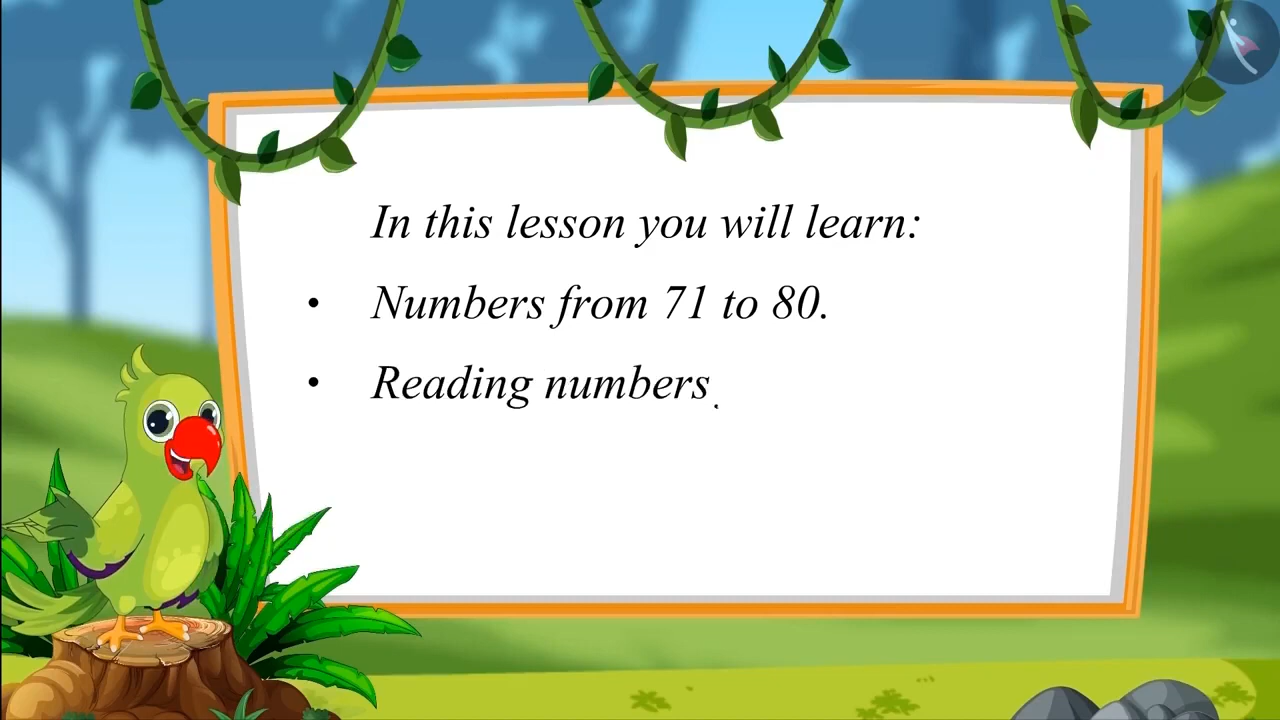 In this lesson you will learn:
• Numbers from 71 to 80.
• Reading numbers.